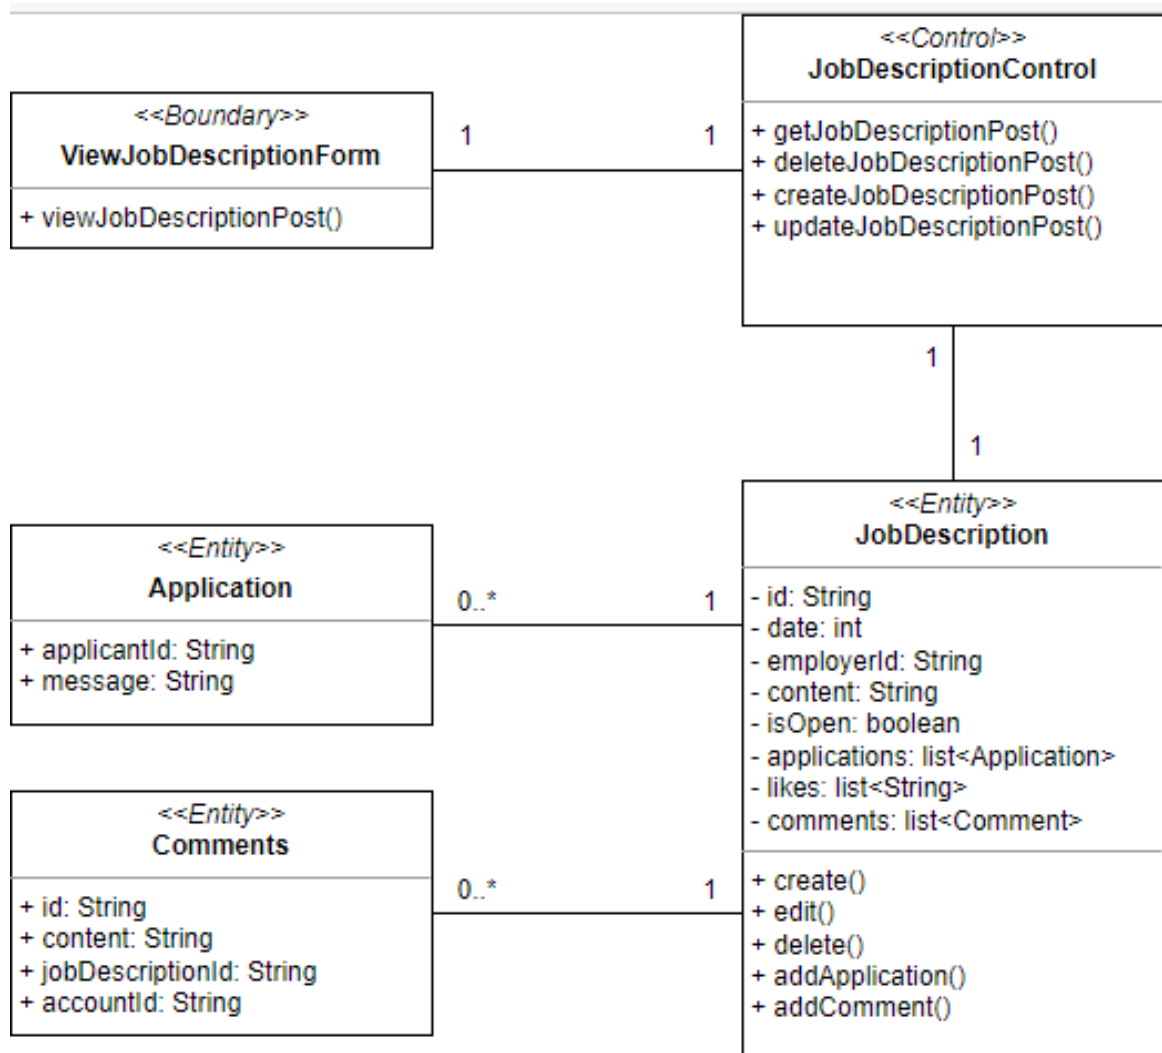 <<Boundary>>
ViewJobDescriptionForm
+ viewJobDescriptionPost()
1
1
<<Control>>
JobDescriptionControl
+ getJobDescriptionPost()
+ deleteJobDescriptionPost()
+ createJobDescriptionPost()
+ updateJobDescriptionPost()
1
1
<<Entity>>
Application
+ applicantId: String
+ message: String
0..*
1
<<Entity>>
Comments
+ id: String
+ content: String
+ jobDescriptionId: String
+ accountId: String
0..*
1
<<Entity>>
JobDescription
- id: String
- date: int
- employerId: String
- content: String
- isOpen: boolean
- applications: list<Application>
- likes: list<String>
- comments: list<Comment>
+ create()
+ edit()
+ delete()
+ addApplication()
+ addComment()